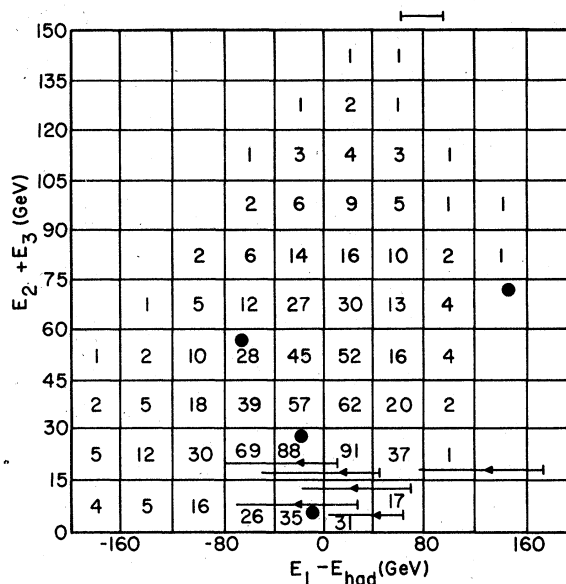 150
1 1
135
1 2 1
120
1 3 4 3 1
105
2 6 9 5 1 1
90
2 6 14 16 10 2 1
75
1 5 12 27 30 13 4
60
1 2 10 28 45 52 16 4
45
2 5 18 39 57 62 20 2
30
5 12 30 69 88 91 37 1
15
4 5 16 26 35 31 17
0
-160 -80 0 80 160
E₂ + E₃ (GeV)
E₁ – E_had (GeV)